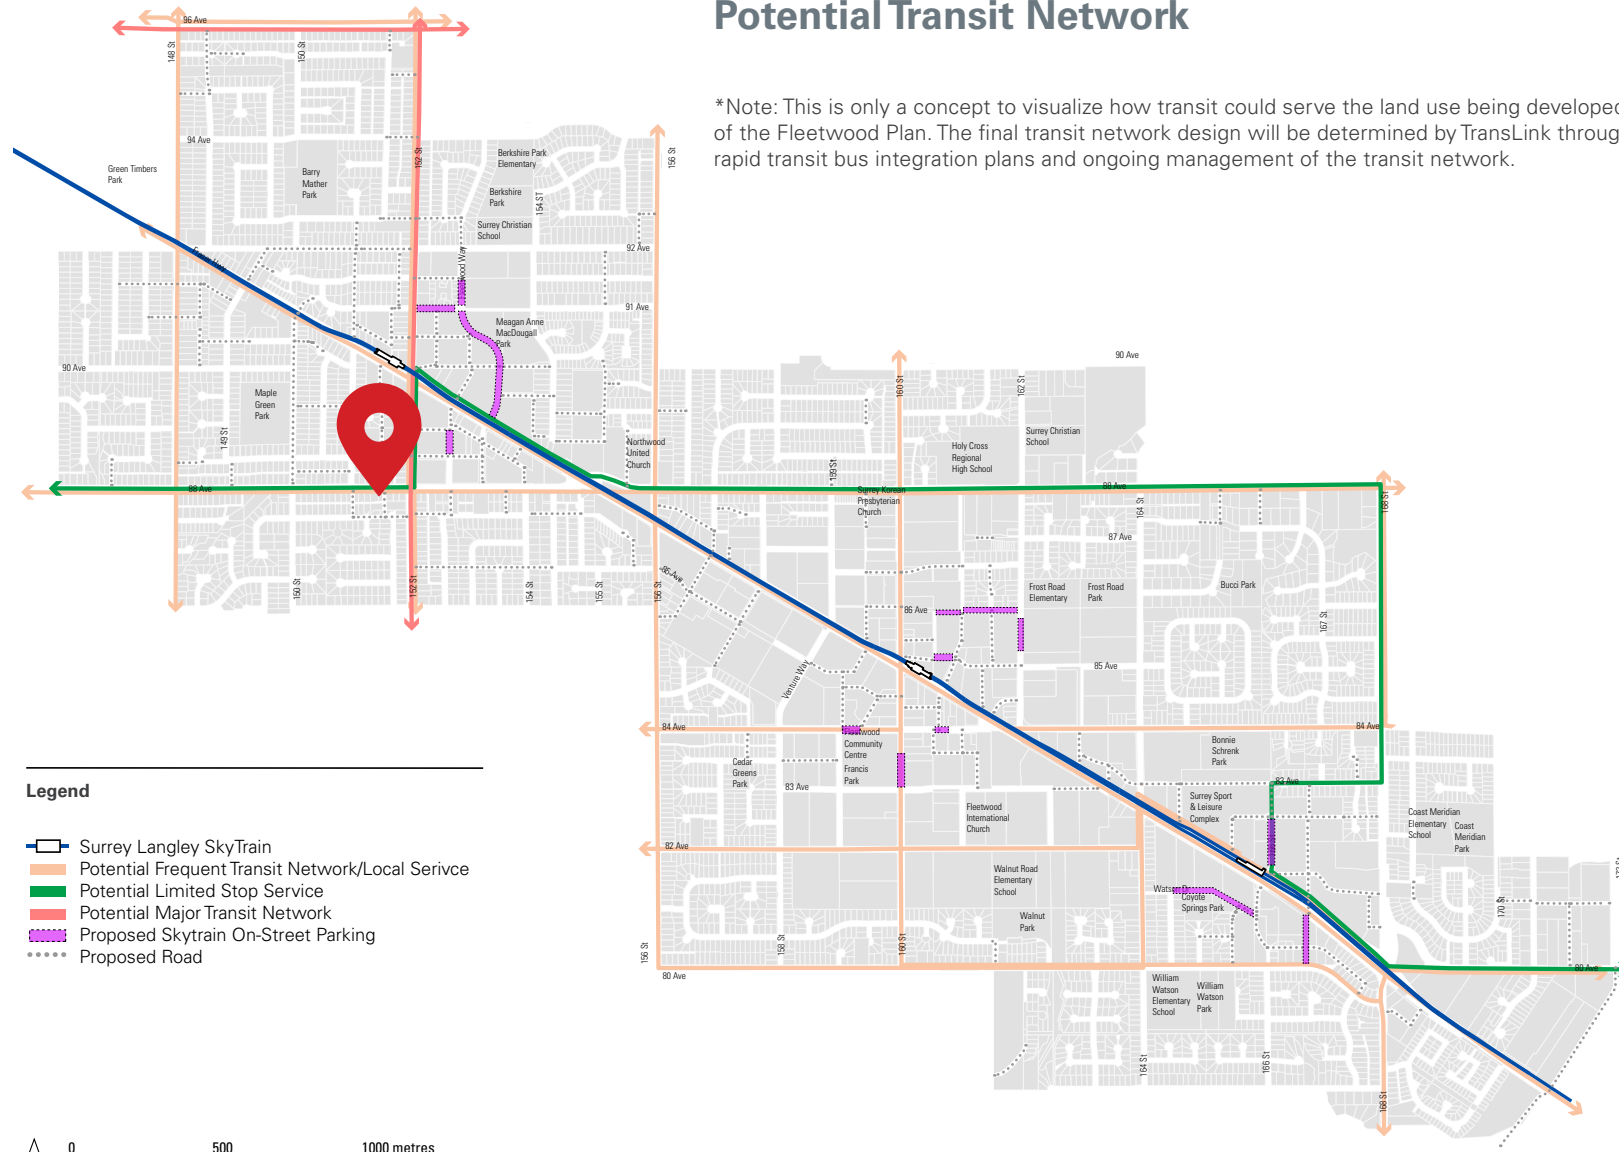 Potential Transit Network
*Note: This is only a concept to visualize how transit could serve the land use being developed
of the Fleetwood Plan. The final transit network design will be determined by TransLink throug
rapid transit bus integration plans and ongoing management of the transit network.
96 Ave
148 St
150 St
94 Ave
152 St
156 St
Green Timbers
Park
Barry
Mather
Park
Berkshire Park
Elementary
Berkshire
Park
154 ST
Surrey Christian
School
92 Ave
91 Ave
Meagan Anne
MacDougall
Park
90 Ave
90 Ave
Maple
Green
Park
149 St
160 St
162 St
Surrey Christian
School
Holy Cross
Regional
High School
Northwood
United
Church
159 St
88 Ave
88 Ave
Surrey Korean
Presbyterian
Church
164 St
168 St
87 Ave
86 Ave
150 St
152 St
154 St
155 St
156 St
86 Ave
Frost Road
Elementary
Frost Road
Park
Bucci Park
167 St
85 Ave
Venture Way
84 Ave
84 Ave
Community
Centre
Francis
Park
Cedar
Greens
Park
83 Ave
83 Ave
Bonnie
Schrenk
Park
Surrey Sport
& Leisure
Complex
Fleetwood
International
Church
Coast Meridian
Elementary
School
Coast
Meridian
Park
82 Ave
Walnut Road
Elementary
School
Walnut
Park
Coyote
Springs Park
170 St
156 St
158 St
160 St
80 Ave
80 Ave
William
Watson
Elementary
School
William
Watson
Park
164 St
166 St
168 St
Legend
Surrey Langley SkyTrain
Potential Frequent Transit Network/Local Serivce
Potential Limited Stop Service
Potential Major Transit Network
Proposed Skytrain On-Street Parking
Proposed Road
0 500 1000 metres